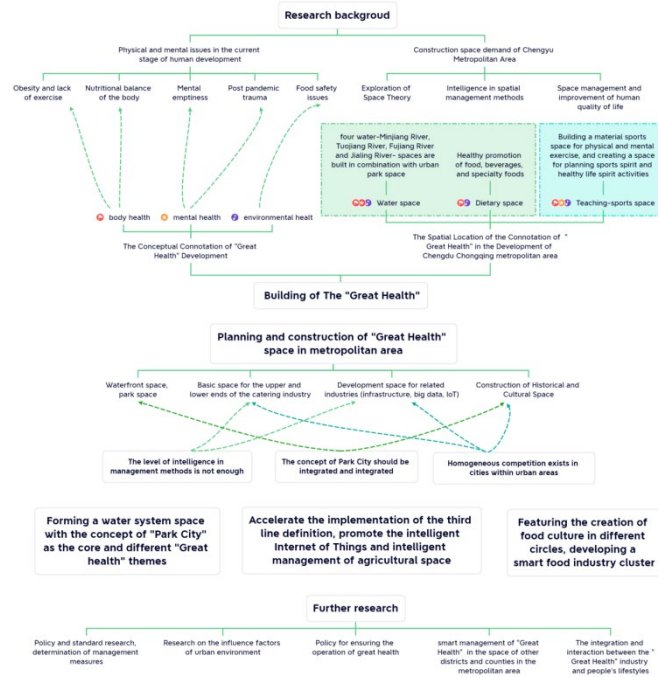 Research backgroud
Physical and mental issues in the current
stage of human development
Construction space demand of Chengyu
Metropolitan Area
Obesity and lack
of exercise
Nutritional balance
of the body
Mental
emptiness
Post pandemic
trauma
Food safety
issues
Exploration of
Space Theory
Intelligence in spatial
management methods
Space management and
improvement of human
quality of life
four water-Minjiang River,
Tuojiang River, Fujiang River
and Jialing River- spaces are
built in combination with urban
park space
Healthy promotion
of food, beverages,
and specialty foods
Building a material sports
space for physical and mental
exercise, and creating a space
for planning sports spirit and
healthy life spirit activities
Water space
Dietary space
Teaching-sports space
body health
mental health
environmental healt
The Conceptual Connotation of "Great
Health" Development
The Spatial Location of the Connotation of "
Great Health" in the Development of
Chengdu Chongqing metropolitan area
Building of The "Great Health"
Planning and construction of "Great Health"
space in metropolitan area
Waterfront space,
park space
Basic space for the upper and
lower ends of the catering industry
Development space for related
industries (infrastructure, big data, IoT)
Construction of Historical and
Cultural Space
The level of intelligence in
management methods is not enough
The concept of Park City should be
integrated and integrated
Homogeneous competition exists in
cities within urban areas
Forming a water system space
with the concept of "Park City"
as the core and different "Great
health" themes
Accelerate the implementation of the third
line definition, promote the intelligent
Internet of Things and intelligent
management of agricultural space
Featuring the creation of
food culture in different
circles, developing a
smart food industry cluster
Further research
Policy and standard research,
determination of management
measures
Research on the influence factors
of urban environment
Policy for ensuring the
operation of great health
smart management of "Great
Health" in the space of other
districts and counties in the
metropolitan area
The integration and
interaction between the "
Great Health" industry
and people's lifestyles